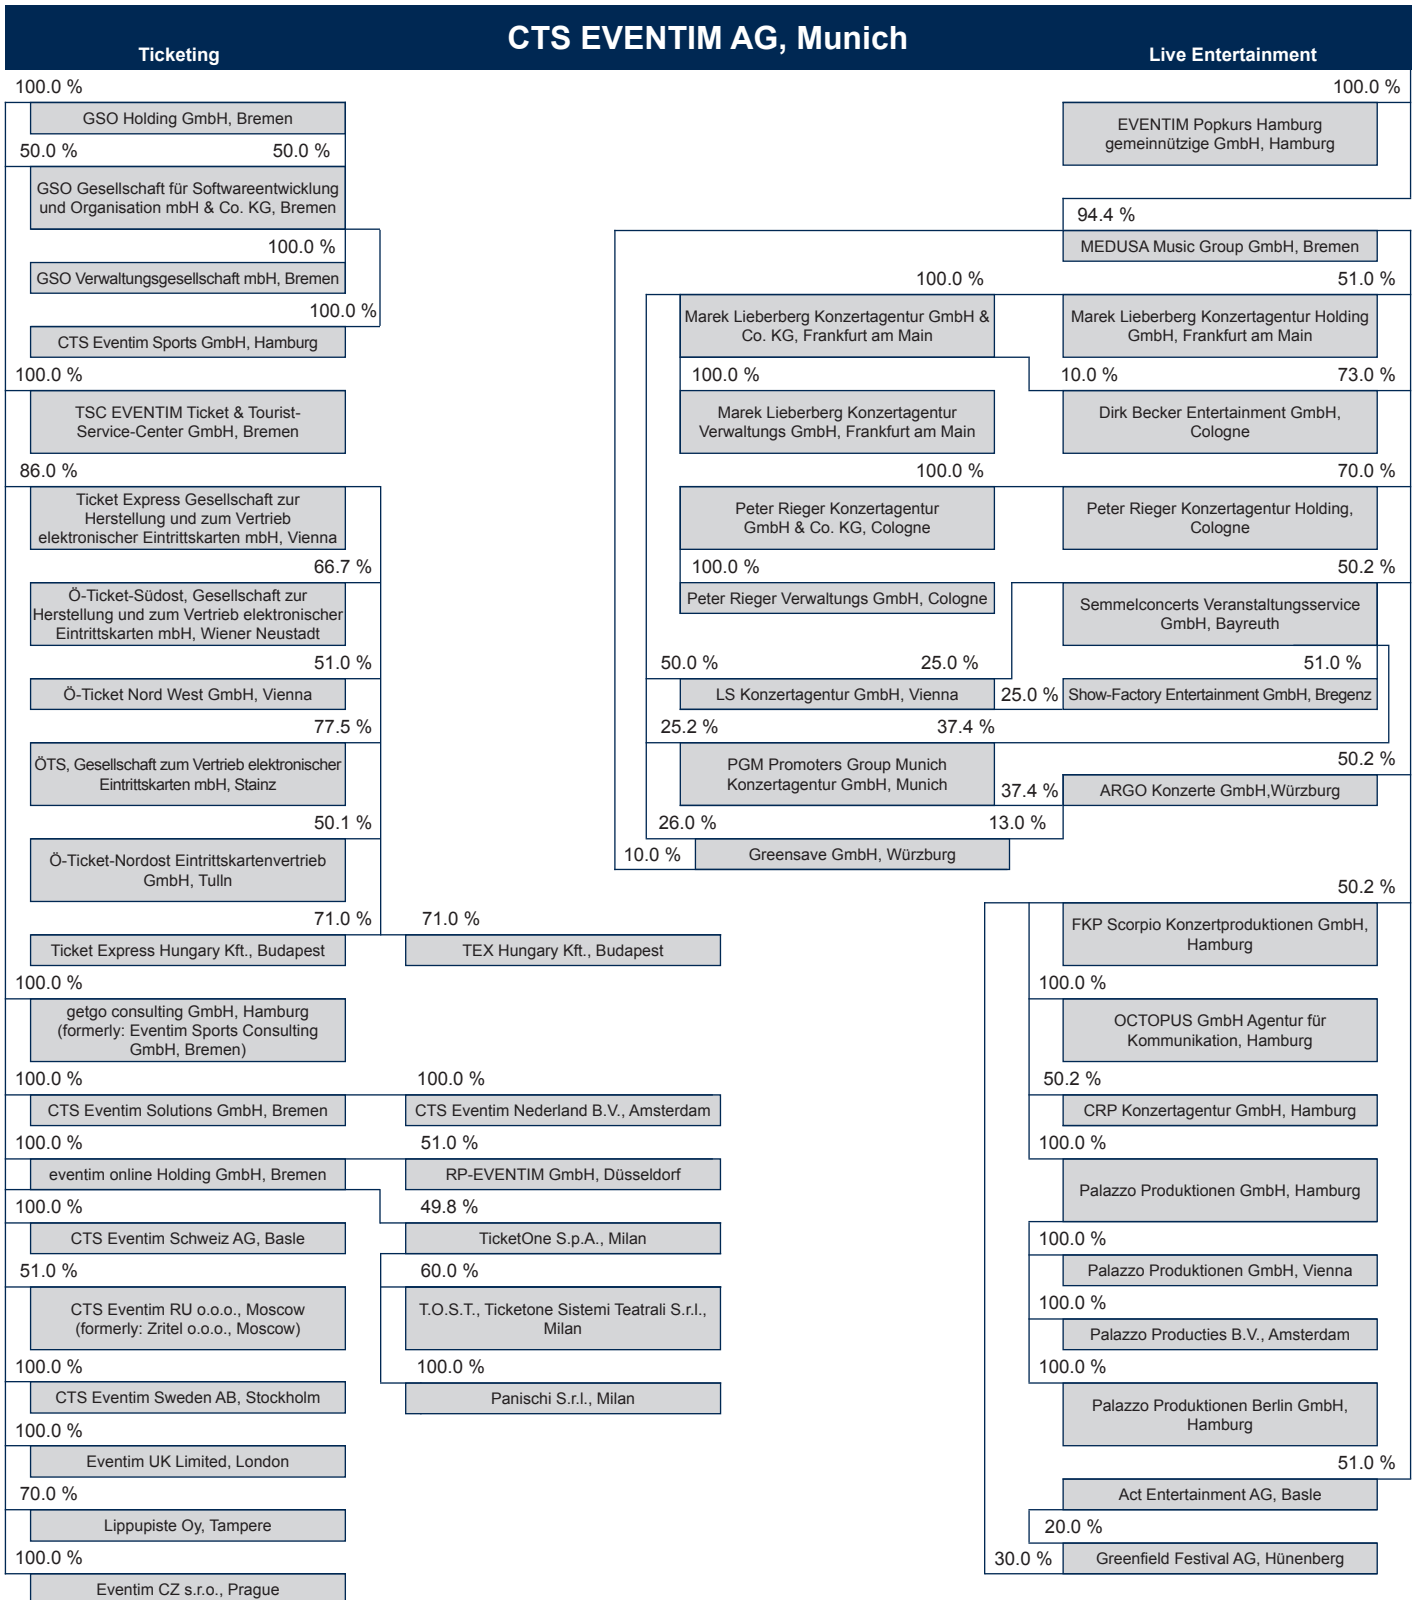 CTS EVENTIM AG, Munich
Ticketing
Live Entertainment
100.0 %
GSO Holding GmbH, Bremen
50.0 %
50.0 %
GSO Gesellschaft für Softwareentwicklung
und Organisation mbH & Co. KG, Bremen
100.0 %
GSO Verwaltungsgesellschaft mbH, Bremen
100.0 %
CTS Eventim Sports GmbH, Hamburg
100.0 %
TSC EVENTIM Ticket & Tourist-
Service-Center GmbH, Bremen
86.0 %
Ticket Express Gesellschaft zur
Herstellung und zum Vertrieb
elektronischer Eintrittskarten mbH, Vienna
66.7 %
Ö-Ticket-Südost, Gesellschaft zur
Herstellung und zum Vertrieb elektronischer
Eintrittskarten mbH, Wiener Neustadt
51.0 %
Ö-Ticket Nord West GmbH, Vienna
77.5 %
ÖTS, Gesellschaft zum Vertrieb elektronischer
Eintrittskarten mbH, Stainz
50.1 %
Ö-Ticket-Nordost Eintrittskartenvertrieb
GmbH, Tulln
71.0 %
71.0 %
Ticket Express Hungary Kft., Budapest
TEX Hungary Kft., Budapest
100.0 %
getgo consulting GmbH, Hamburg
(formerly: Eventim Sports Consulting
GmbH, Bremen)
100.0 %
100.0 %
CTS Eventim Solutions GmbH, Bremen
CTS Eventim Nederland B.V., Amsterdam
100.0 %
51.0 %
eventim online Holding GmbH, Bremen
RP-EVENTIM GmbH, Düsseldorf
100.0 %
49.8 %
CTS Eventim Schweiz AG, Basle
TicketOne S.p.A., Milan
51.0 %
60.0 %
CTS Eventim RU o.o.o., Moscow
(formerly: Zritel o.o.o., Moscow)
T.O.S.T., Ticketone Sistemi Teatrali S.r.l.,
Milan
100.0 %
100.0 %
CTS Eventim Sweden AB, Stockholm
Panischi S.r.l., Milan
100.0 %
Eventim UK Limited, London
70.0 %
Lippupiste Oy, Tampere
100.0 %
Eventim CZ s.r.o., Prague
100.0 %
EVENTIM Popkurs Hamburg
gemeinnützige GmbH, Hamburg
94.4 %
MEDUSA Music Group GmbH, Bremen
100.0 %
51.0 %
Marek Lieberberg Konzertagentur GmbH &
Co. KG, Frankfurt am Main
Marek Lieberberg Konzertagentur Holding
GmbH, Frankfurt am Main
100.0 %
10.0 %
73.0 %
Marek Lieberberg Konzertagentur
Verwaltungs GmbH, Frankfurt am Main
Dirk Becker Entertainment GmbH,
Cologne
100.0 %
70.0 %
Peter Rieger Konzertagentur
GmbH & Co. KG, Cologne
Peter Rieger Konzertagentur Holding,
Cologne
100.0 %
50.2 %
Peter Rieger Verwaltungs GmbH, Cologne
Semmelconcerts Veranstaltungsservice
GmbH, Bayreuth
50.0 %
25.0 %
51.0 %
LS Konzertagentur GmbH, Vienna
25.0 %
Show-Factory Entertainment GmbH, Bregenz
25.2 %
37.4 %
PGM Promoters Group Munich
Konzertagentur GmbH, Munich
50.2 %
37.4 %
ARGO Konzerte GmbH,Würzburg
26.0 %
13.0 %
10.0 %
Greensave GmbH, Würzburg
50.2 %
FKP Scorpio Konzertproduktionen GmbH,
Hamburg
100.0 %
OCTOPUS GmbH Agentur für
Kommunikation, Hamburg
50.2 %
CRP Konzertagentur GmbH, Hamburg
100.0 %
Palazzo Produktionen GmbH, Hamburg
100.0 %
Palazzo Produktionen GmbH, Vienna
100.0 %
Palazzo Producties B.V., Amsterdam
100.0 %
Palazzo Produktionen Berlin GmbH,
Hamburg
51.0 %
Act Entertainment AG, Basle
20.0 %
30.0 %
Greenfield Festival AG, Hünenberg